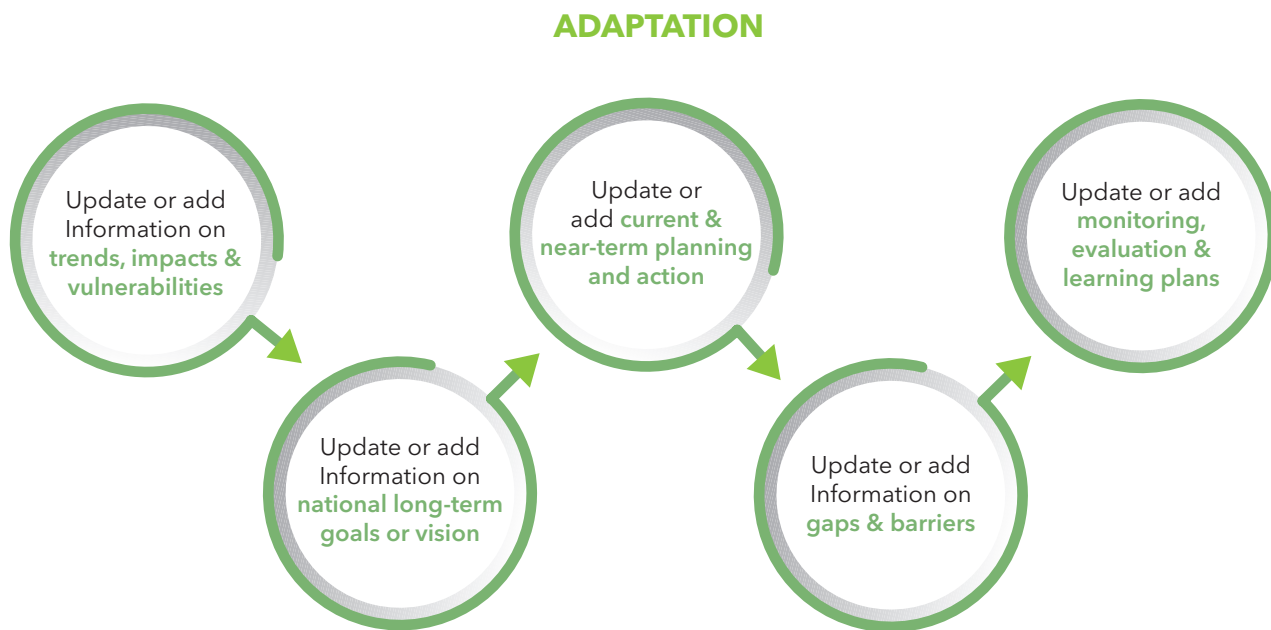 ADAPTATION
Update or add
Information on
trends, impacts &
vulnerabilities
Update or add
Information on
national long-term
goals or vision
Update or
add current &
near-term planning
and action
Update or add
Information on
gaps & barriers
Update or add
monitoring,
evaluation &
learning plans